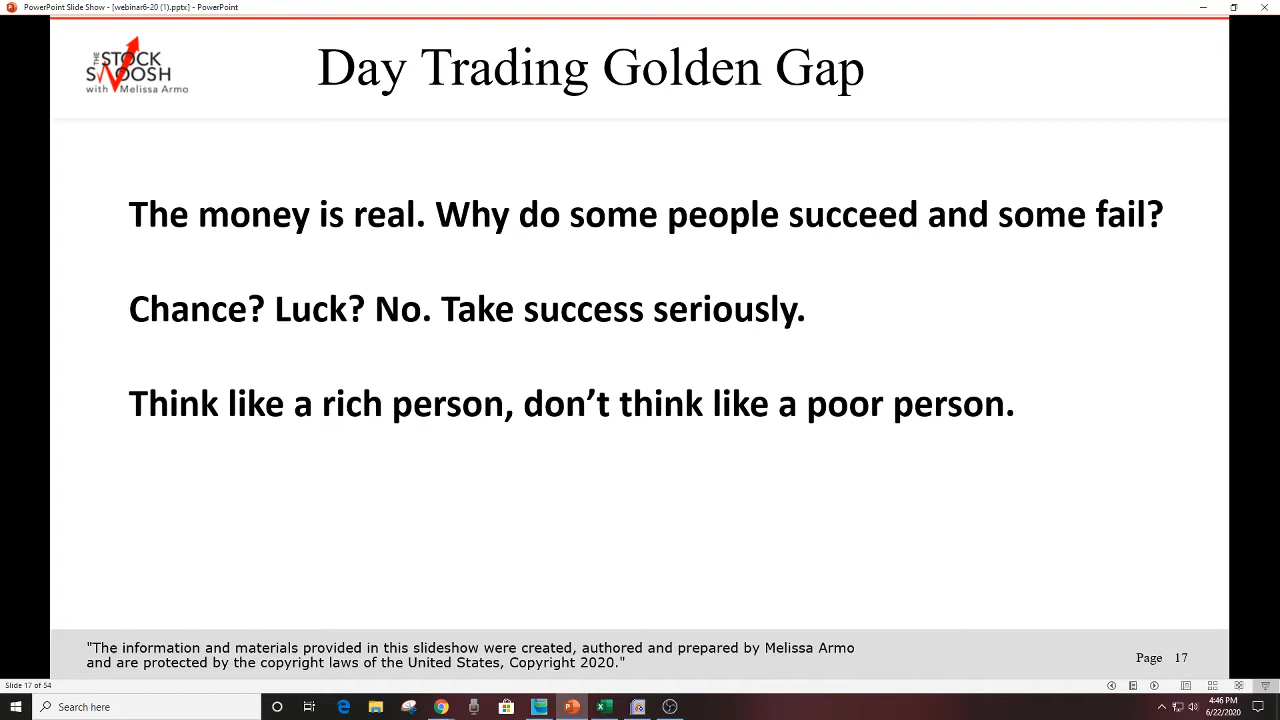 PowerPoint Slide Show - [webinar6-20 (1).pptx] - PowerPoint
THE
STOCK
SWOOSH
with Melissa Armo
Day Trading Golden Gap
The money is real. Why do some people succeed and some fail?
Chance? Luck? No. Take success seriously.
Think like a rich person, don’t think like a poor person.
"The information and materials provided in this slideshow were created, authored and prepared by Melissa Armo
and are protected by the copyright laws of the United States, Copyright 2020."
Page 17
Slide 17 of 54
Search here
4:46 PM
6/22/2020